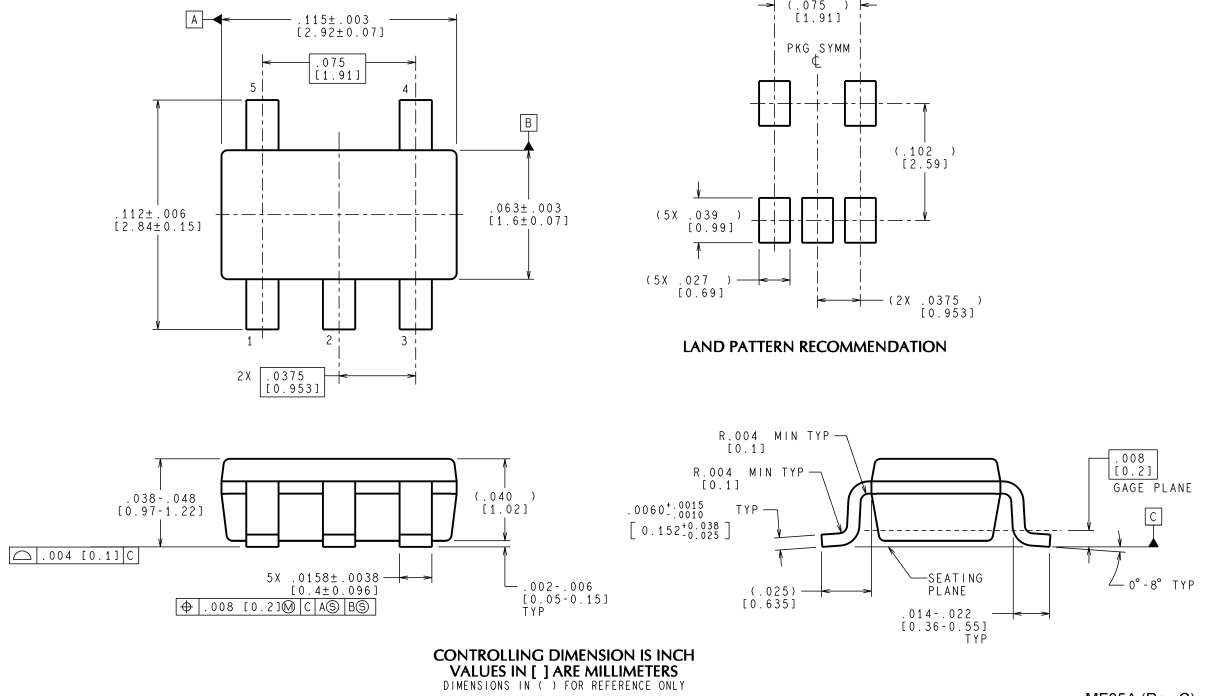 A
.115±.003
[2.92±0.07]
.075
[1.91]
5
4
B
.112±.006
[2.84±0.15]
.063±.003
[1.6±0.07]
1
2
3
2X .0375
[0.953]
(.075 )
[1.91]
PKG SYMM
℄
(.102 )
[2.59]
(5X .039 )
[0.99]
(5X .027 )
[0.69]
(2X .0375 )
[0.953]
LAND PATTERN RECOMMENDATION
.038-.048
[0.97-1.22]
(.040 )
[1.02]
⌓ .004 [0.1] C
5X .0158±.0038
[0.4±0.096]
⌖ .008 [0.2]Ⓜ C AⓈ BⓈ
.002-.006
[0.05-0.15]
TYP
R.004 MIN TYP
[0.1]
R.004 MIN TYP
[0.1]
.0060+.0015-.0010 TYP
[0.152+0.038-0.025]
.008
[0.2]
GAGE PLANE
C
(.025)
[0.635]
SEATING
PLANE
.014-.022
[0.36-0.55]
TYP
0°-8° TYP
CONTROLLING DIMENSION IS INCH
VALUES IN [ ] ARE MILLIMETERS
DIMENSIONS IN ( ) FOR REFERENCE ONLY